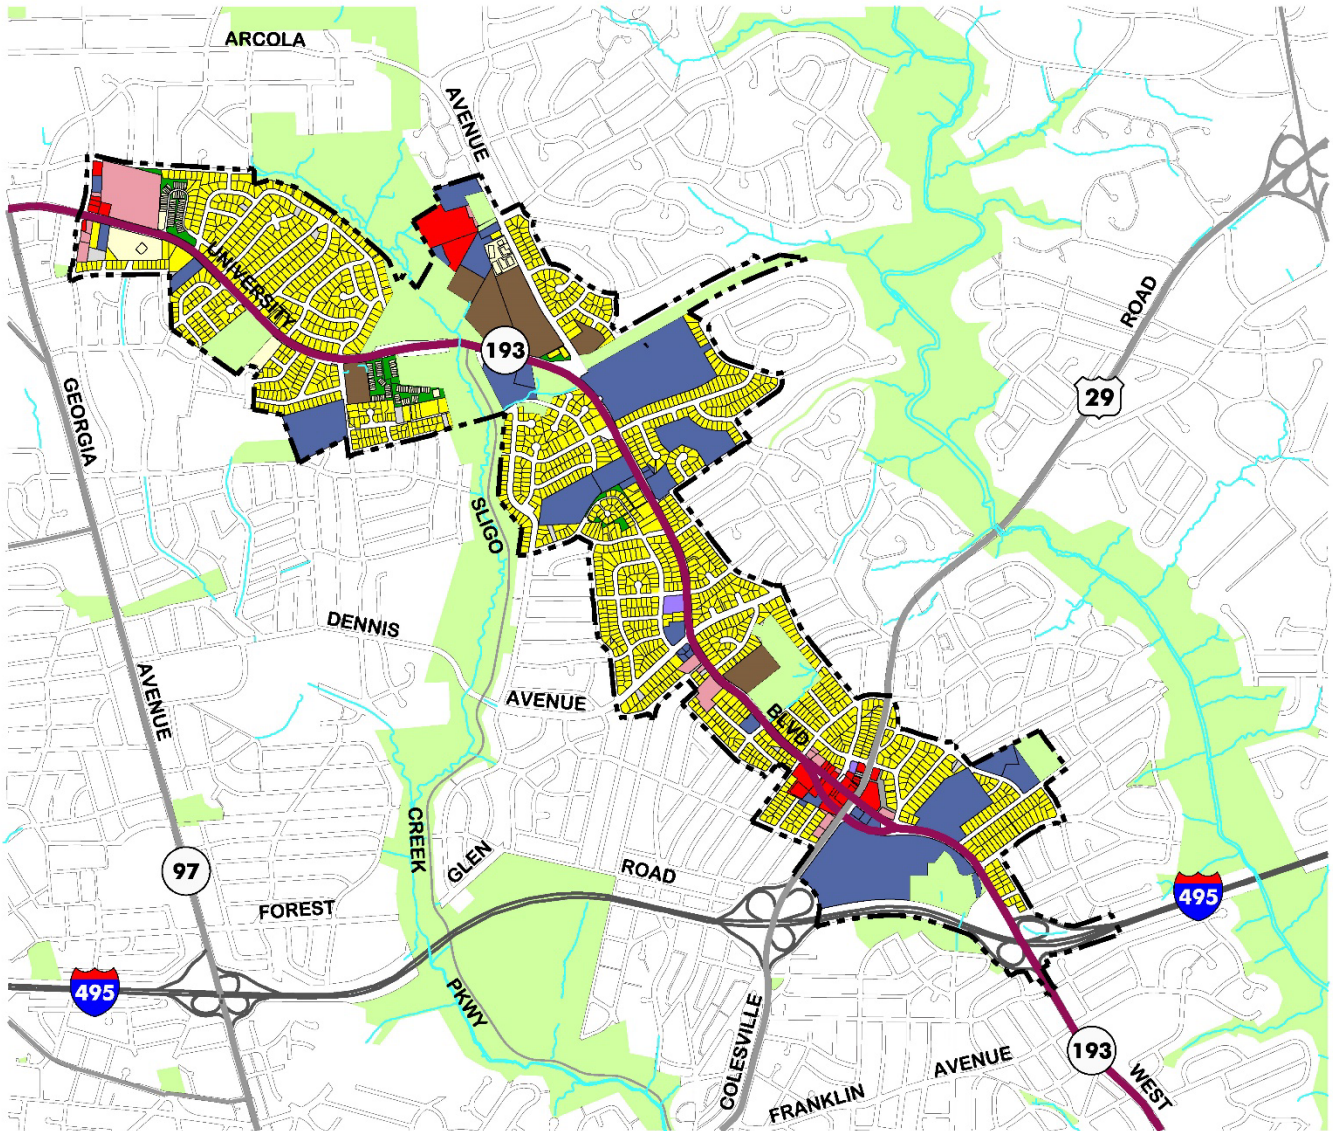 ARCOLA
AVENUE
UNIVERSITY
193
ROAD
29
GEORGIA
SLIGO
DENNIS
AVENUE
AVENUE
BLVD
CREEK
GLEN
ROAD
97
FOREST
495
495
PKWY
COLESVILLE
193
AVENUE
WEST
FRANKLIN